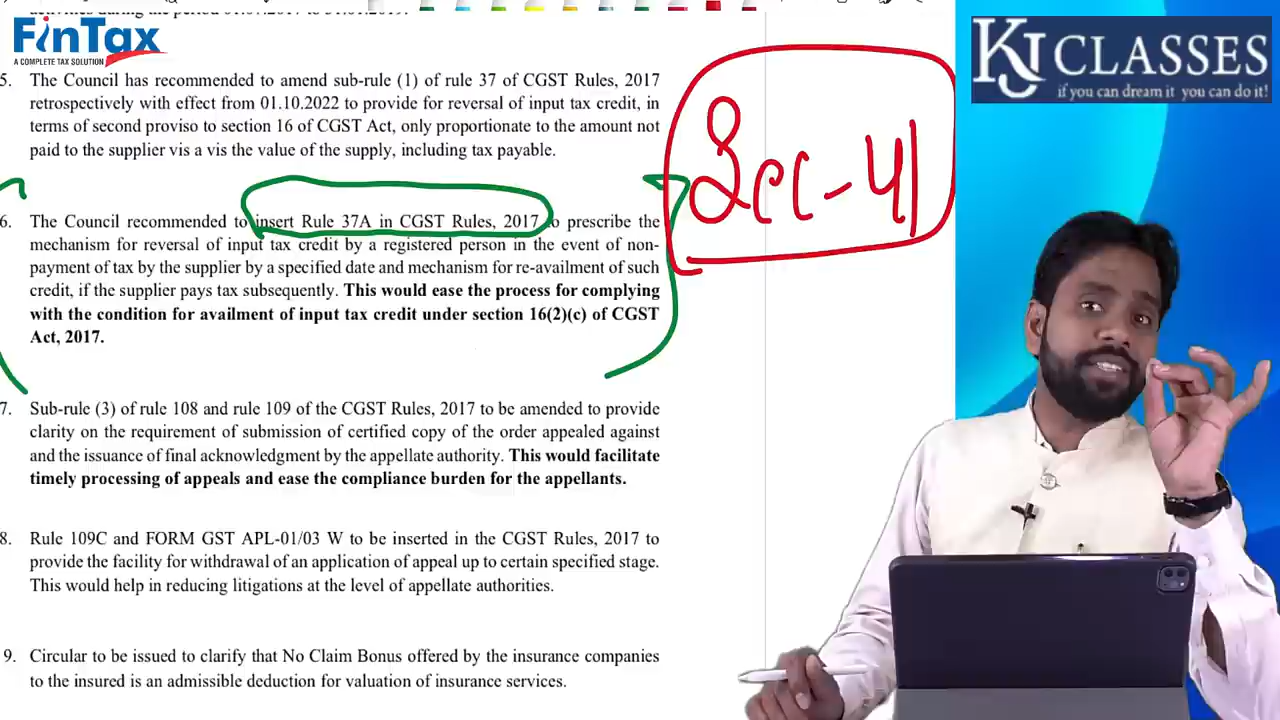 FinTax
A COMPLETE TAX SOLUTION
KJ CLASSES
if you can dream it you can do it!
5. The Council has recommended to amend sub-rule (1) of rule 37 of CGST Rules, 2017
retrospectively with effect from 01.10.2022 to provide for reversal of input tax credit, in
terms of second proviso to section 16 of CGST Act, only proportionate to the amount not
paid to the supplier vis a vis the value of the supply, including tax payable.
Sec-41
6. The Council recommended to insert Rule 37A in CGST Rules, 2017 to prescribe the
mechanism for reversal of input tax credit by a registered person in the event of non-
payment of tax by the supplier by a specified date and mechanism for re-availment of such
credit, if the supplier pays tax subsequently. This would ease the process for complying
with the condition for availment of input tax credit under section 16(2)(c) of CGST
Act, 2017.
7. Sub-rule (3) of rule 108 and rule 109 of the CGST Rules, 2017 to be amended to provide
clarity on the requirement of submission of certified copy of the order appealed against
and the issuance of final acknowledgment by the appellate authority. This would facilitate
timely processing of appeals and ease the compliance burden for the appellants.
8. Rule 109C and FORM GST APL-01/03 W to be inserted in the CGST Rules, 2017 to
provide the facility for withdrawal of an application of appeal up to certain specified stage.
This would help in reducing litigations at the level of appellate authorities.
9. Circular to be issued to clarify that No Claim Bonus offered by the insurance companies
to the insured is an admissible deduction for valuation of insurance services.